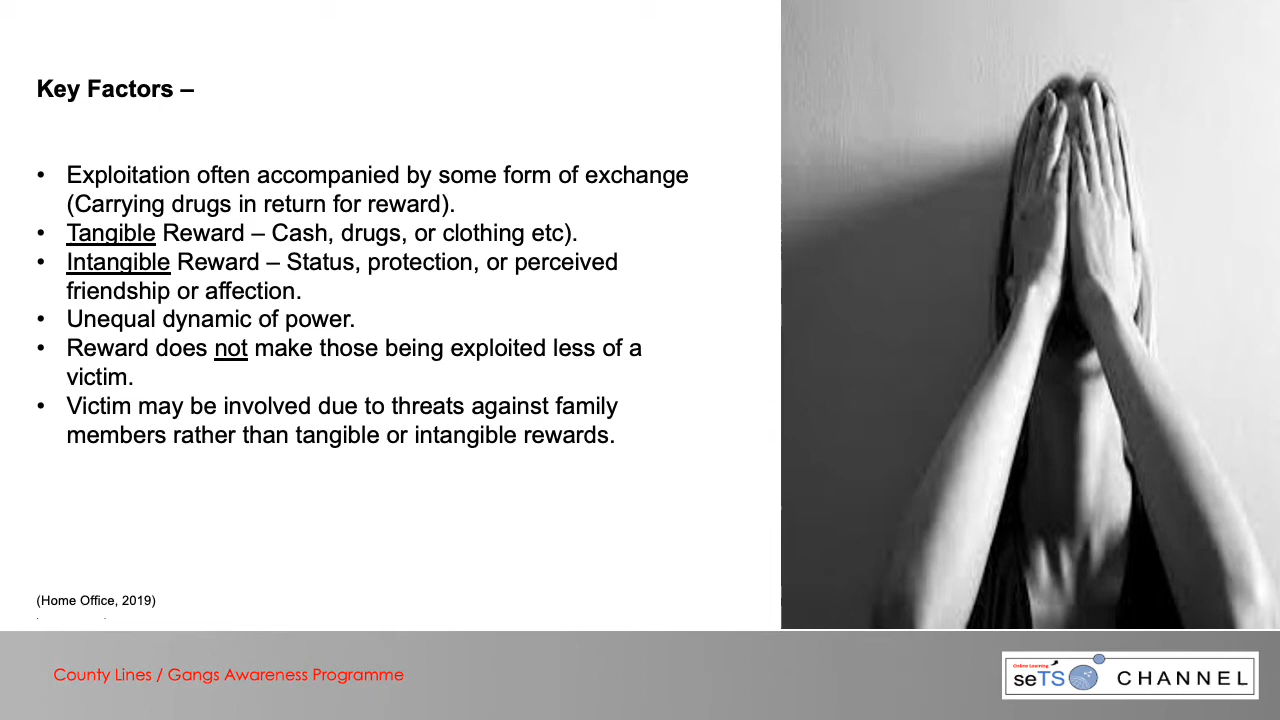 Key Factors –
• Exploitation often accompanied by some form of exchange
(Carrying drugs in return for reward).
• Tangible Reward – Cash, drugs, or clothing etc).
• Intangible Reward – Status, protection, or perceived
friendship or affection.
• Unequal dynamic of power.
• Reward does not make those being exploited less of a
victim.
• Victim may be involved due to threats against family
members rather than tangible or intangible rewards.
(Home Office, 2019)
County Lines / Gangs Awareness Programme
Online Learning
seTS CHANNEL